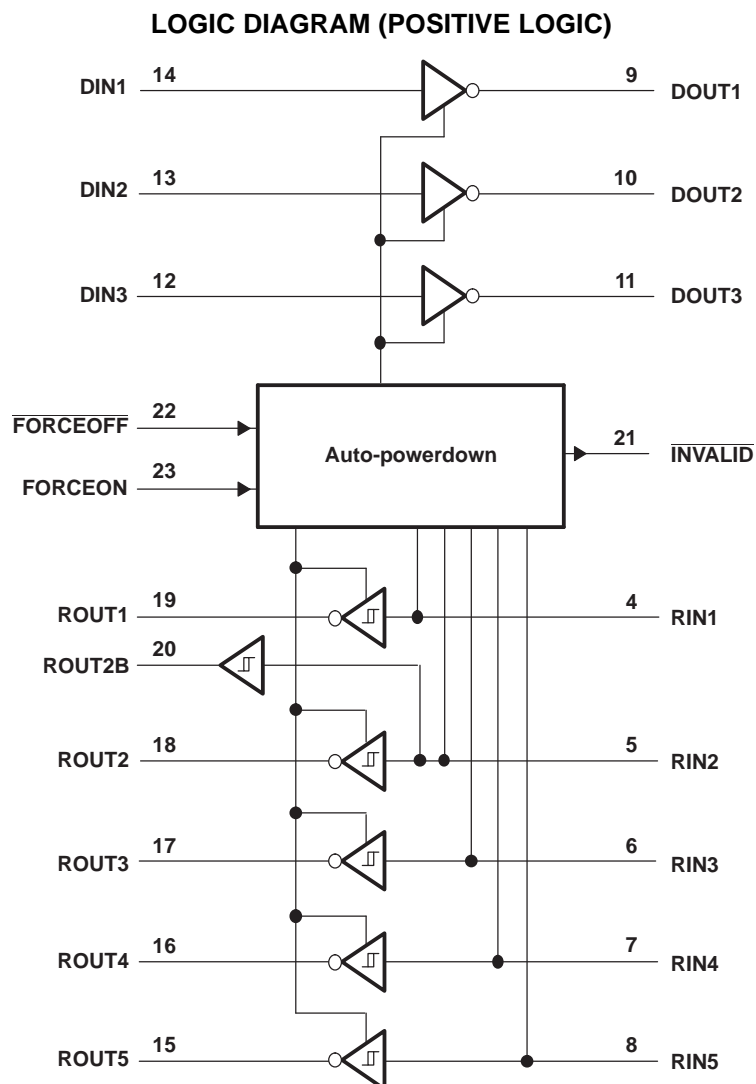 LOGIC DIAGRAM (POSITIVE LOGIC)
DIN1 14 9 DOUT1
DIN2 13 10 DOUT2
DIN3 12 11 DOUT3
FORCEOFF 22
Auto-powerdown 21 INVALID
FORCEON 23
ROUT1 19 4 RIN1
ROUT2B 20
ROUT2 18 5 RIN2
ROUT3 17 6 RIN3
ROUT4 16 7 RIN4
ROUT5 15 8 RIN5